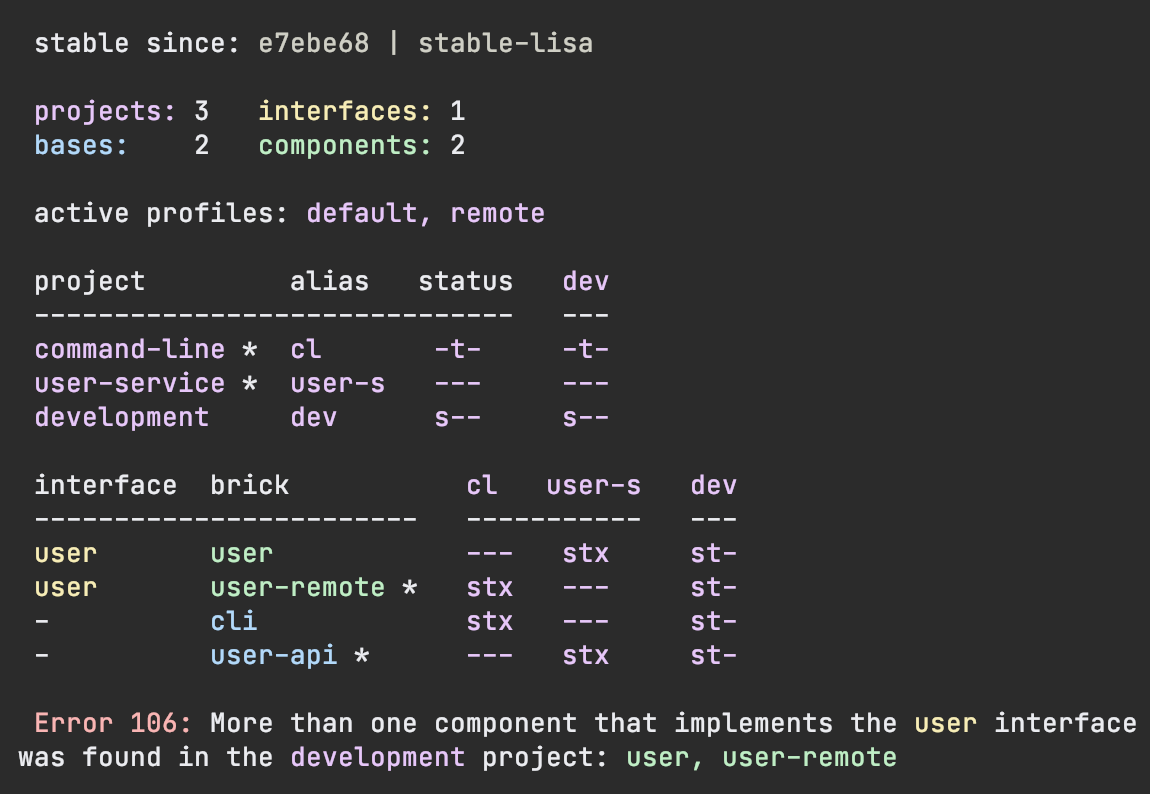 stable since: e7ebe68 | stable-lisa

projects: 3   interfaces: 1
bases:    2   components: 2

active profiles: default, remote

project         alias   status   dev
------------------------------   ---
command-line *  cl       -t-     -t-
user-service *  user-s   ---     ---
development     dev      s--     s--

interface  brick           cl   user-s   dev
------------------------   -----------   ---
user       user            ---   stx     st-
user       user-remote *   stx   ---     st-
-          cli             stx   ---     st-
-          user-api *      ---   stx     st-

Error 106: More than one component that implements the user interface
was found in the development project: user, user-remote